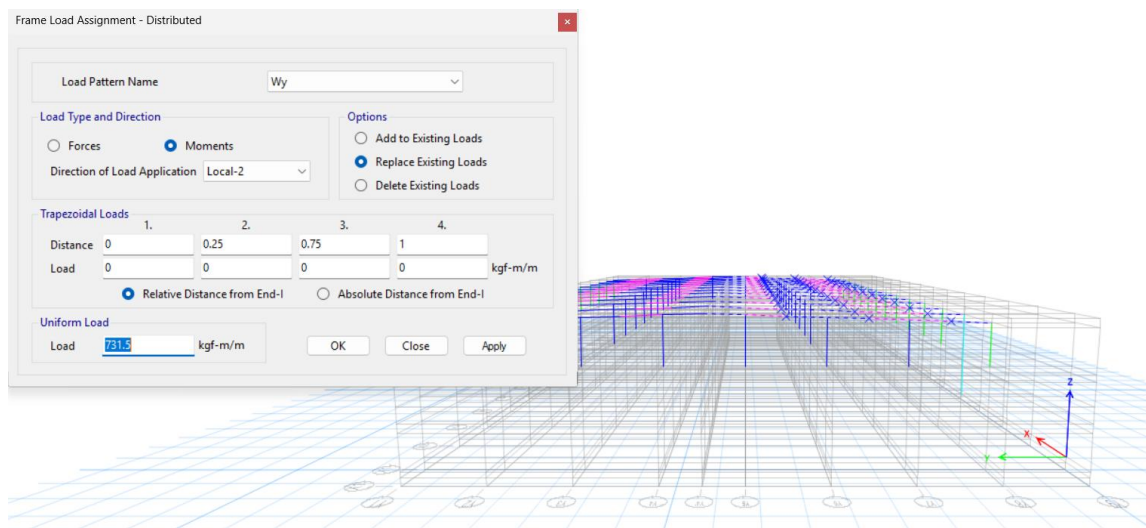 Frame Load Assignment - Distributed
Load Pattern Name Wy
Load Type and Direction
Forces Moments
Direction of Load Application Local-2
Options
Add to Existing Loads
Replace Existing Loads
Delete Existing Loads
Trapezoidal Loads
1. 2. 3. 4.
Distance 0 0.25 0.75 1
Load 0 0 0 0 kgf-m/m
Relative Distance from End-I Absolute Distance from End-I
Uniform Load
Load 731.5 kgf-m/m
OK Close Apply
Z
X
Y